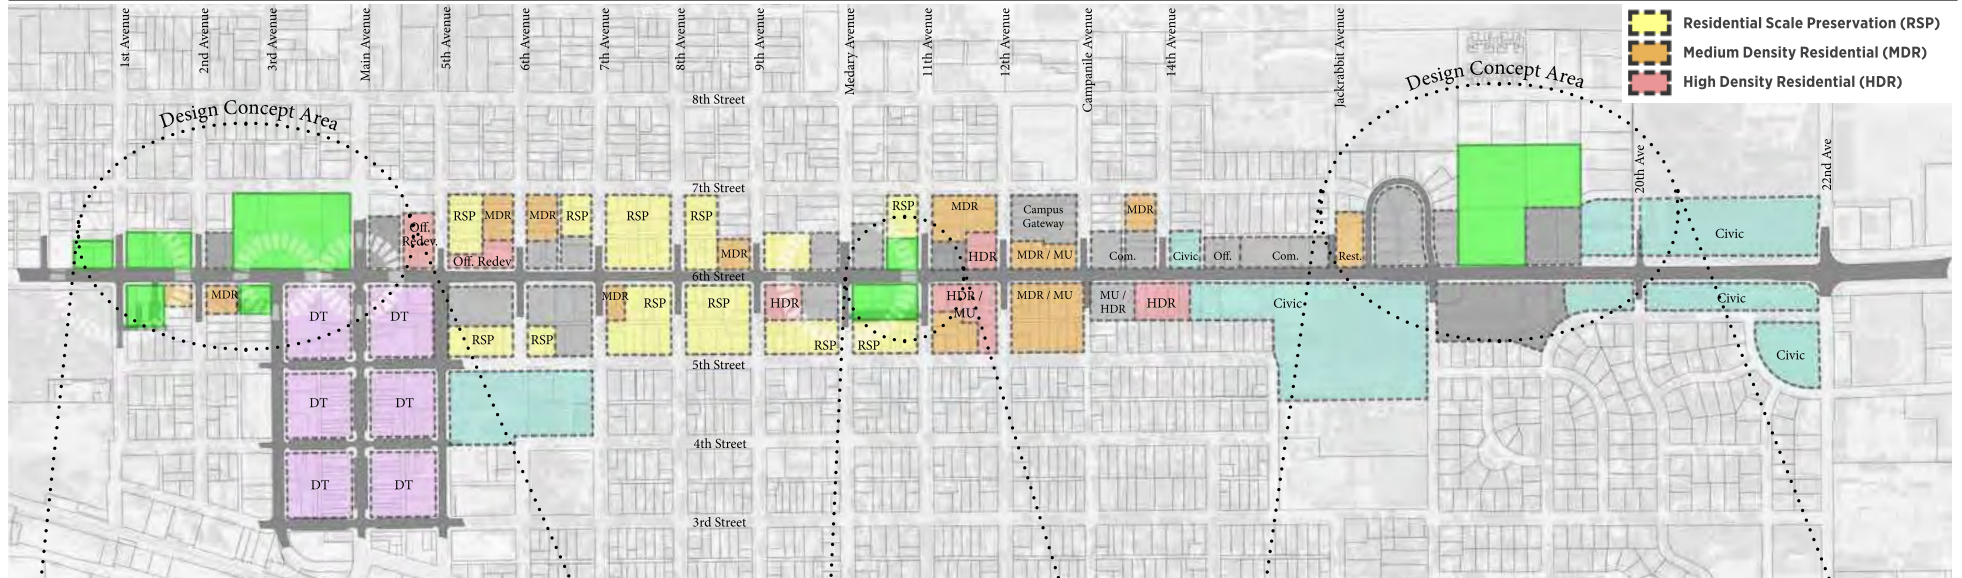 Residential Scale Preservation (RSP)
Medium Density Residential (MDR)
High Density Residential (HDR)
1st Avenue
2nd Avenue
3rd Avenue
Main Avenue
5th Avenue
6th Avenue
7th Avenue
8th Avenue
9th Avenue
Medary Avenue
11th Avenue
12th Avenue
Campanile Avenue
14th Avenue
Jackrabbit Avenue
20th Ave
22nd Ave
Design Concept Area
Design Concept Area
8th Street
7th Street
RSP
MDR
MDR
RSP
RSP
RSP
RSP
MDR
Campus
Gateway
MDR
Off.
Redev.
Off. Redev
MDR
HDR
MDR / MU
Com.
Civic
Off.
Com.
Rest.
Civic
6th Street
MDR
DT
DT
MDR
RSP
RSP
HDR
HDR /
MU
MDR / MU
MU /
HDR
HDR
Civic
Civic
RSP
RSP
RSP
RSP
Civic
5th Street
DT
DT
4th Street
DT
DT
3rd Street